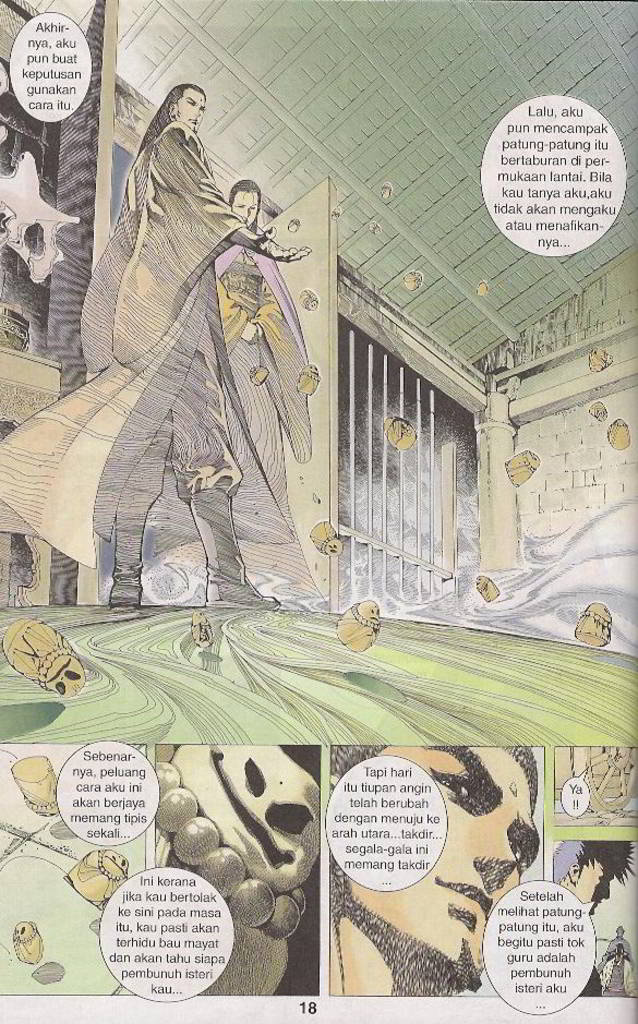 Akhir-
nya, aku
pun buat
keputusan
gunakan
cara itu.
Lalu, aku
pun mencampak
patung-patung itu
bertaburan di per-
mukaan lantai. Bila
kau tanya aku,aku
tidak akan mengaku
atau menafikan-
nya...
Sebenar-
nya, peluang
cara aku ini
akan berjaya
memang tipis
sekali...
Ini kerana
jika kau bertolak
ke sini pada masa
itu, kau pasti akan
terhidu bau mayat
dan akan tahu siapa
pembunuh isteri
kau...
Tapi hari
itu tiupan angin
telah berubah
dengan menuju ke
arah utara...takdir...
segala-gala ini
memang takdir
...
Ya
!!
Setelah
melihat patung-
patung itu, aku
begitu pasti tok
guru adalah
pembunuh
isteri aku
...
18